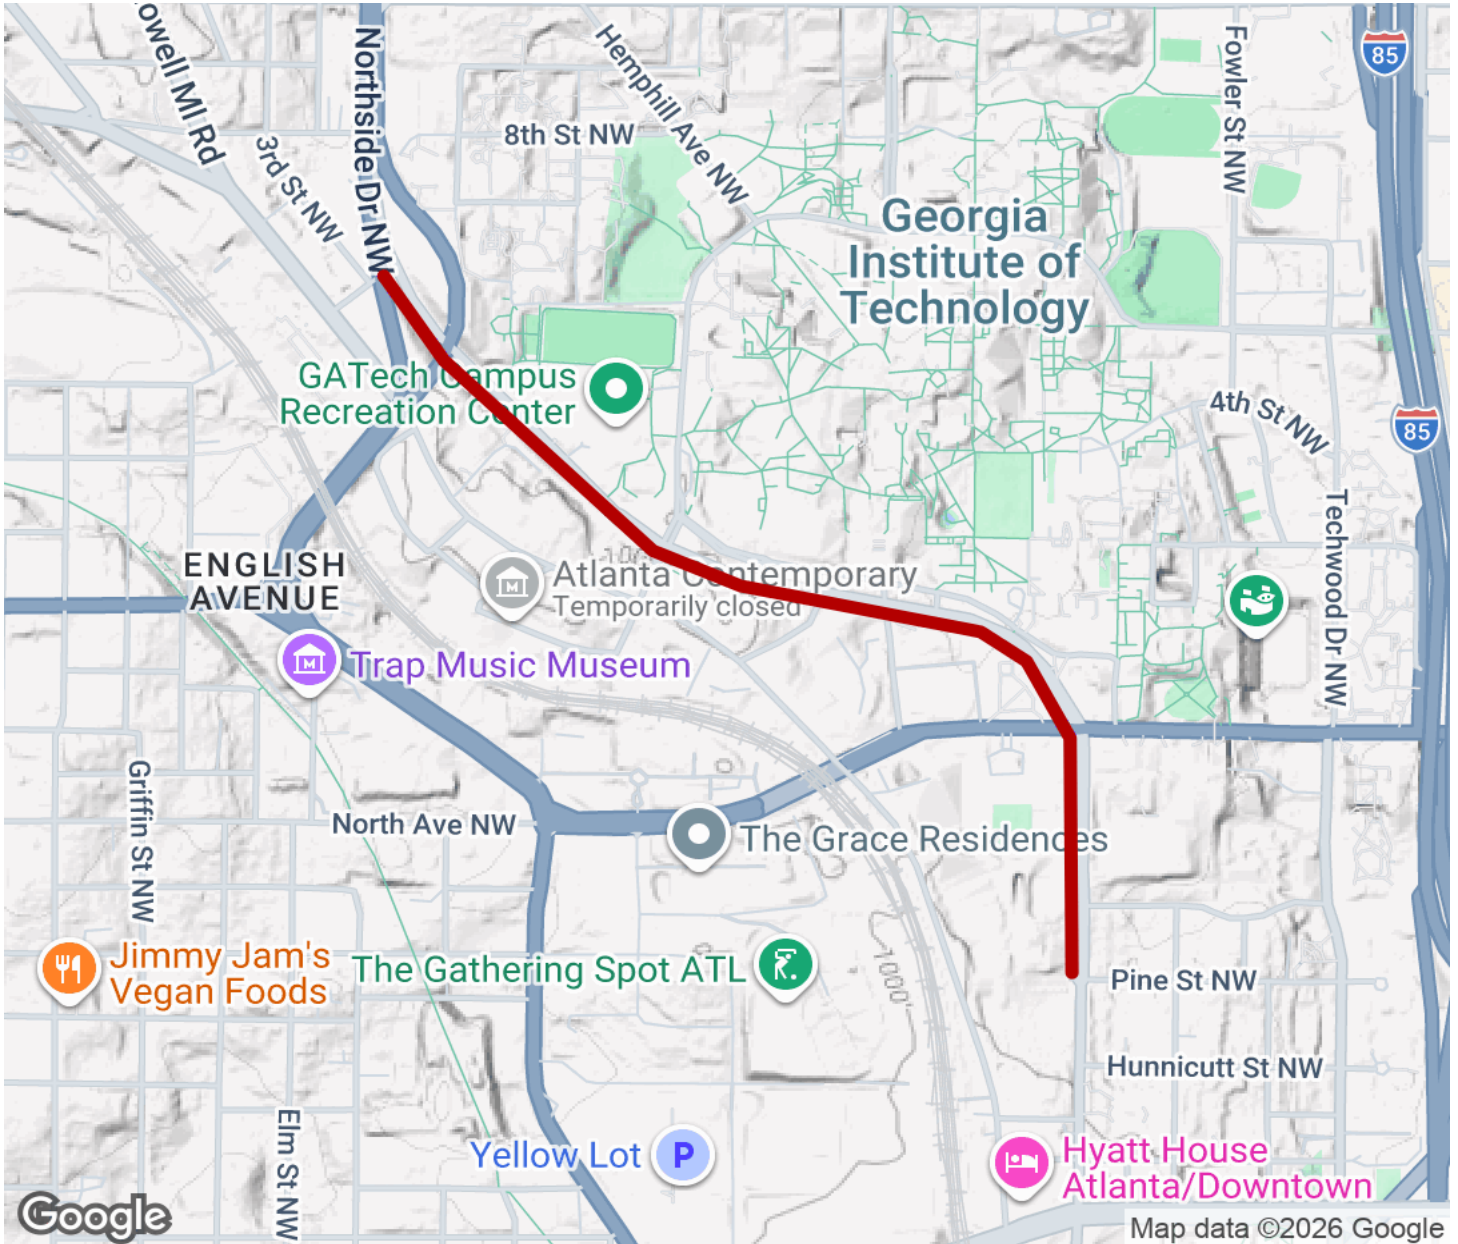 owell Ml Rd
Northside Dr NW
3rd St NW
Hemphill Ave NW
8th St NW
Fowler St NW
85
Georgia
Institute of
Technology
GATech Campus
Recreation Center
4th St NW
85
Techwood Dr NW
ENGLISH
AVENUE
Atlanta Contemporary
Temporarily closed
Trap Music Museum
Griffin St NW
North Ave NW
The Grace Residences
Jimmy Jam's
Vegan Foods
The Gathering Spot ATL
1000'
Pine St NW
Hunnicutt St NW
Elm St NW
Yellow Lot
P
Hyatt House
Atlanta/Downtown
Google
Map data ©2026 Google